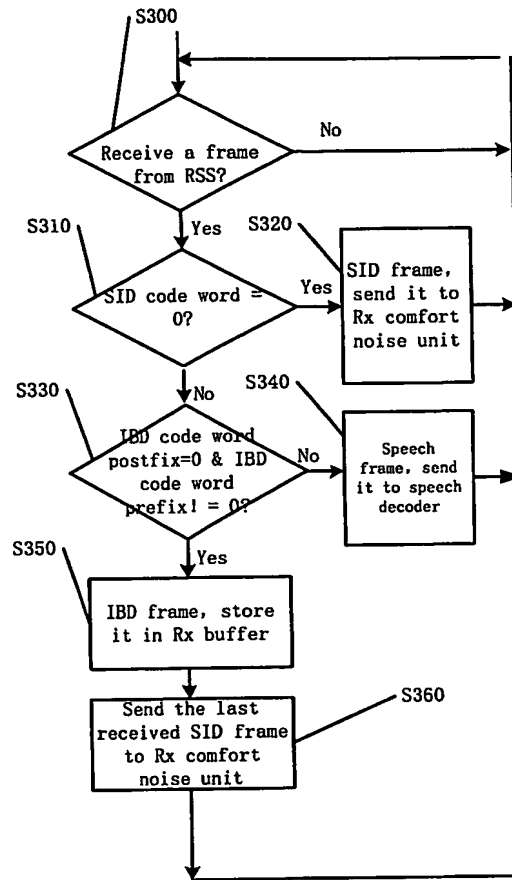 S300
No
Receive a frame
from RSS?
Yes
S310
S320
SID code word =
0?
Yes
SID frame,
send it to
Rx comfort
noise unit
No
S330
S340
IBD code word
postfix=0 & IBD
code word
prefix! = 0?
No
Speech
frame, send
it to speech
decoder
S350
Yes
IBD frame, store
it in Rx buffer
S360
Send the last
received SID frame
to Rx comfort
noise unit